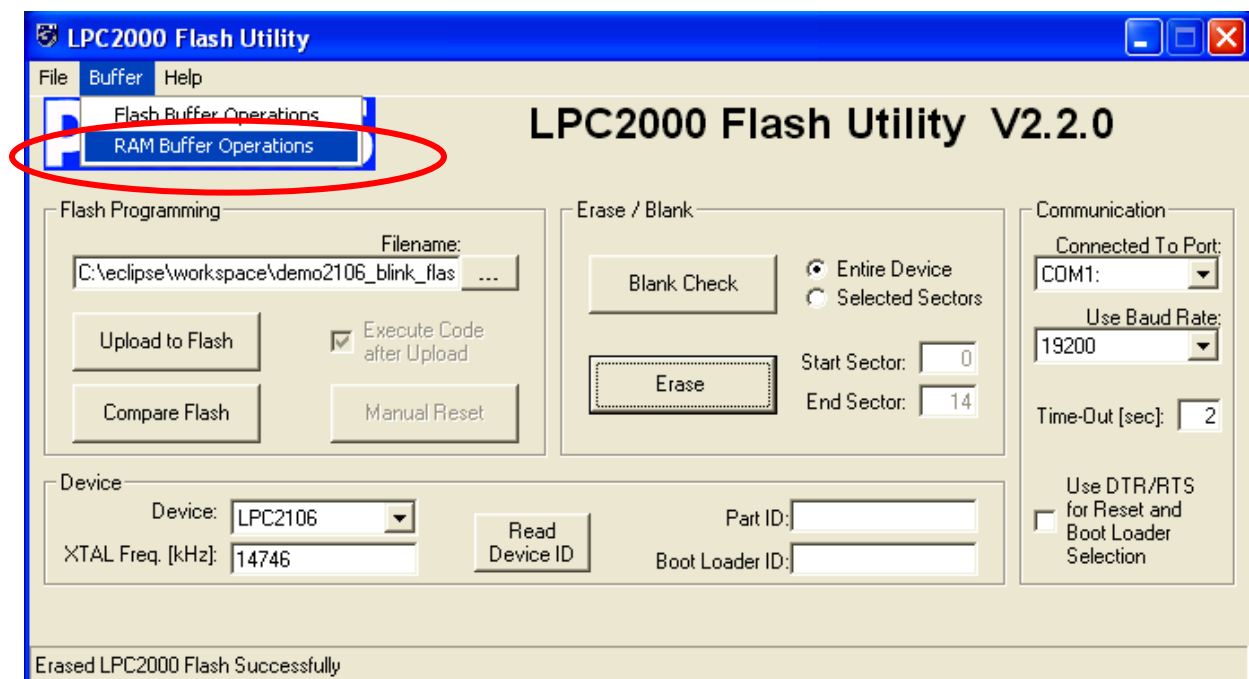 LPC2000 Flash Utility
File Buffer Help
Flash Buffer Operations
RAM Buffer Operations
LPC2000 Flash Utility V2.2.0
Flash Programming
Filename:
C:\eclipse\workspace\demo2106_blink_flas ...
Upload to Flash
Execute Code
after Upload
Compare Flash
Manual Reset
Erase / Blank
Blank Check
Entire Device
Selected Sectors
Erase
Start Sector: 0
End Sector: 14
Communication
Connected To Port:
COM1:
Use Baud Rate:
19200
Time-Out [sec]: 2
Use DTR/RTS
for Reset and
Boot Loader
Selection
Device
Device: LPC2106
XTAL Freq. [kHz]: 14746
Read
Device ID
Part ID:
Boot Loader ID:
Erased LPC2000 Flash Successfully